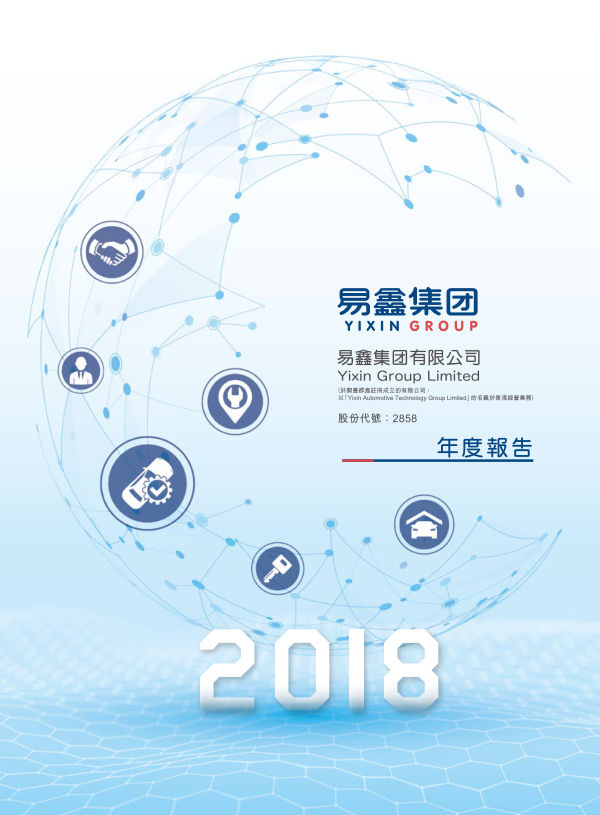 易鑫集团
YIXIN GROUP
易鑫集团有限公司
Yixin Group Limited
(於開曼群島註冊成立的有限公司，
以「Yixin Automotive Technology Group Limited」的名義於香港經營業務)
股份代號：2858
年度報告
2018